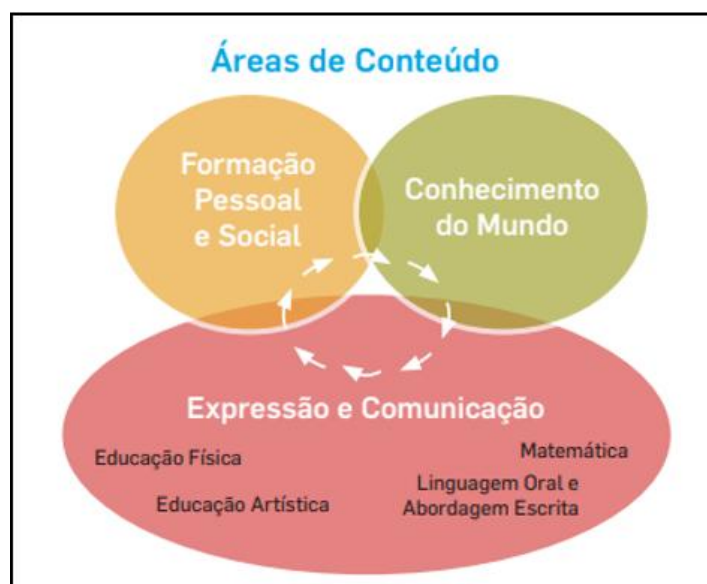 Áreas de Conteúdo
Formação
Pessoal
e Social
Conhecimento
do Mundo
Expressão e Comunicação
Educação Física
Educação Artística
Matemática
Linguagem Oral e
Abordagem Escrita